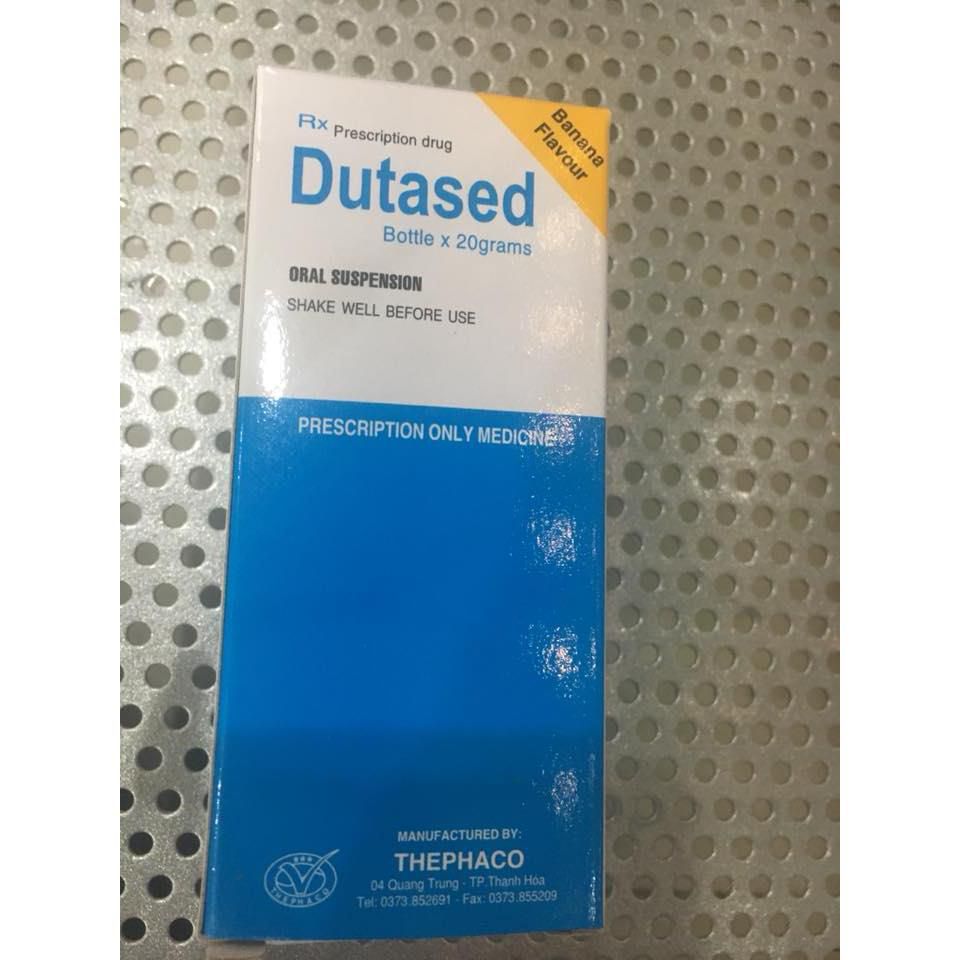 Rx Prescription drug
Banana
Flavour
Dutased
Bottle x 20grams
ORAL SUSPENSION
SHAKE WELL BEFORE USE
PRESCRIPTION ONLY MEDICINE
MANUFACTURED BY:
THEPHACO
04 Quang Trung - TP.Thanh Hóa
Tel: 0373.852691 - Fax: 0373.855209
THEPHACO